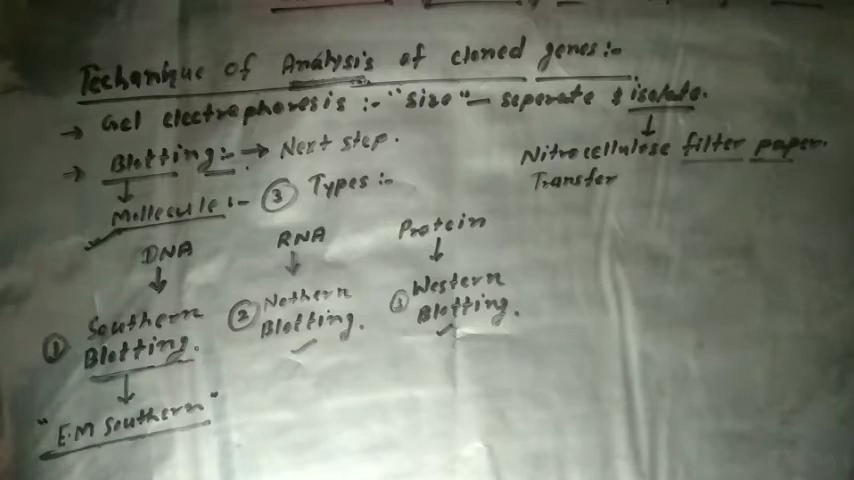 Techanique of Analysis of cloned genes:-
→ Gel electrophoresis :- "size" - seperate & isolate.
↓
Nitrocellulose filter paper.
Transfer
→ Blotting:- → Next step.
↓
Mollecule :- ③ Types :-
DNA RNA Protein
↓ ↓ ↓
① Southern Blotting.
② Nothern Blotting. ✓
③ Western Blotting. ✓
↓
"E.M Southern"